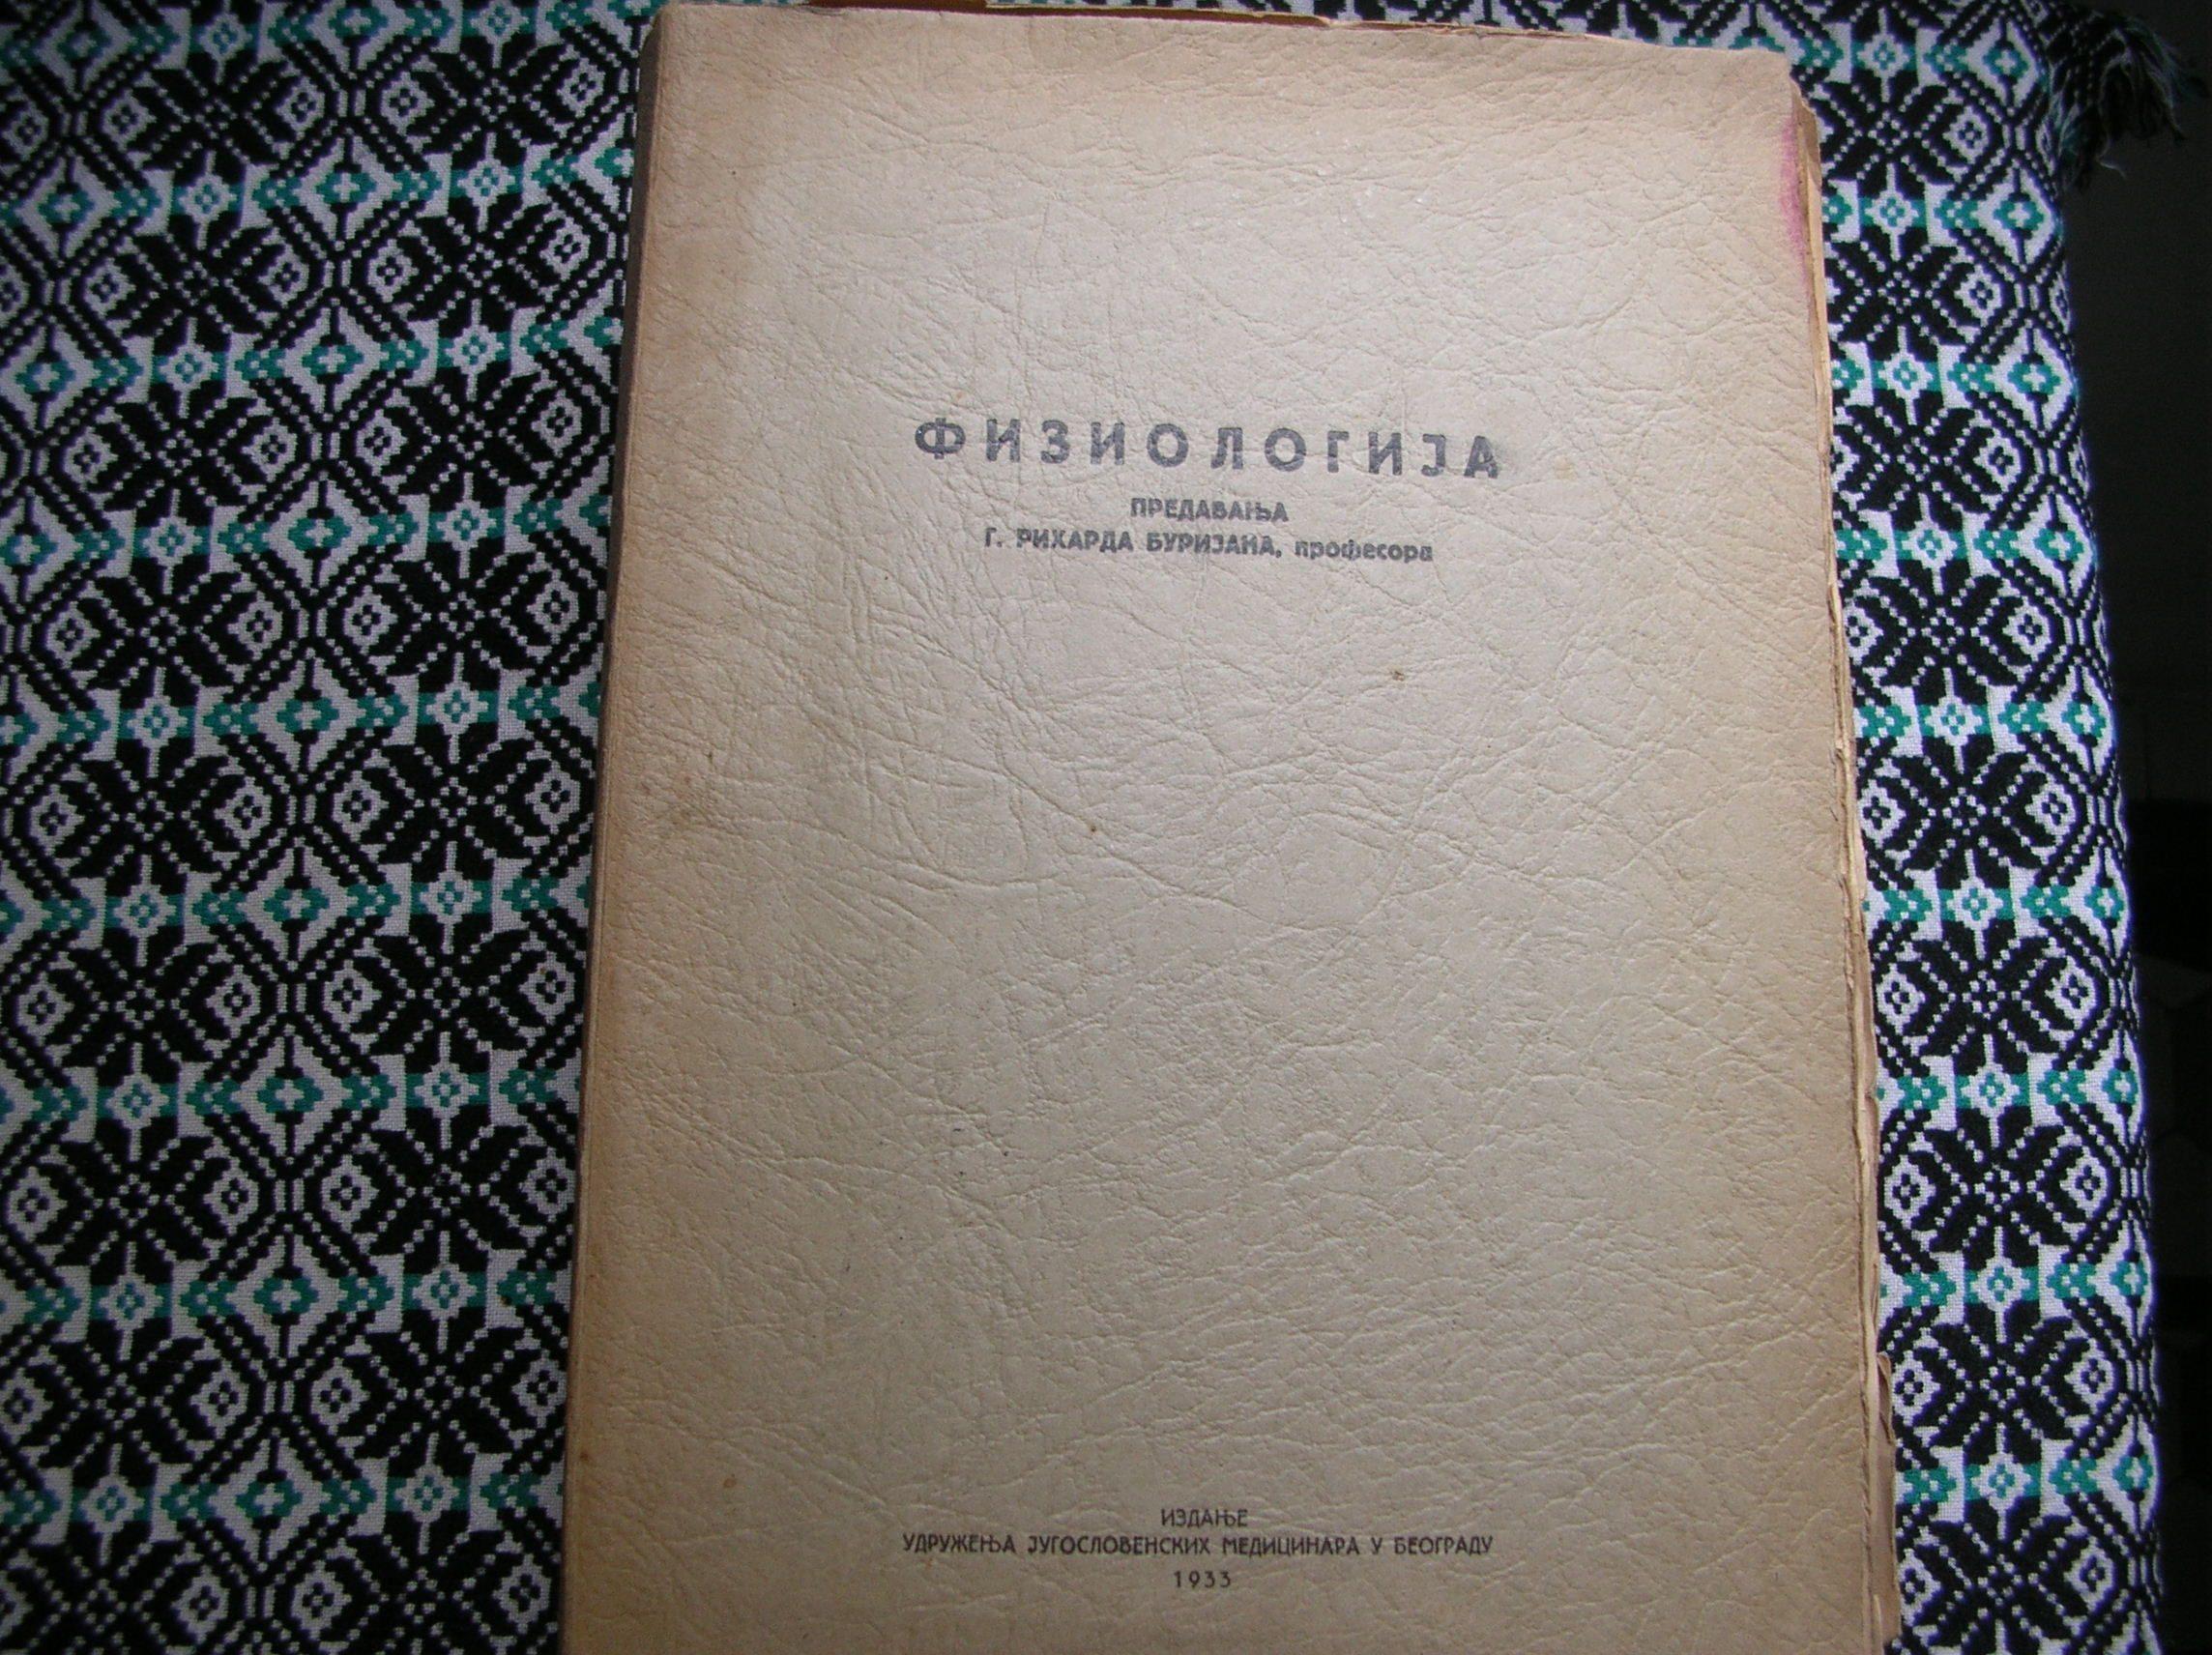 ФИЗИОЛОГИЈА
ПРЕДАВАЊА
Г. РИХАРДА БУРИЈАНА, професора
ИЗДАЊЕ
УДРУЖЕЊА ЈУГОСЛОВЕНСКИХ МЕДИЦИНАРА У БЕОГРАДУ
1933